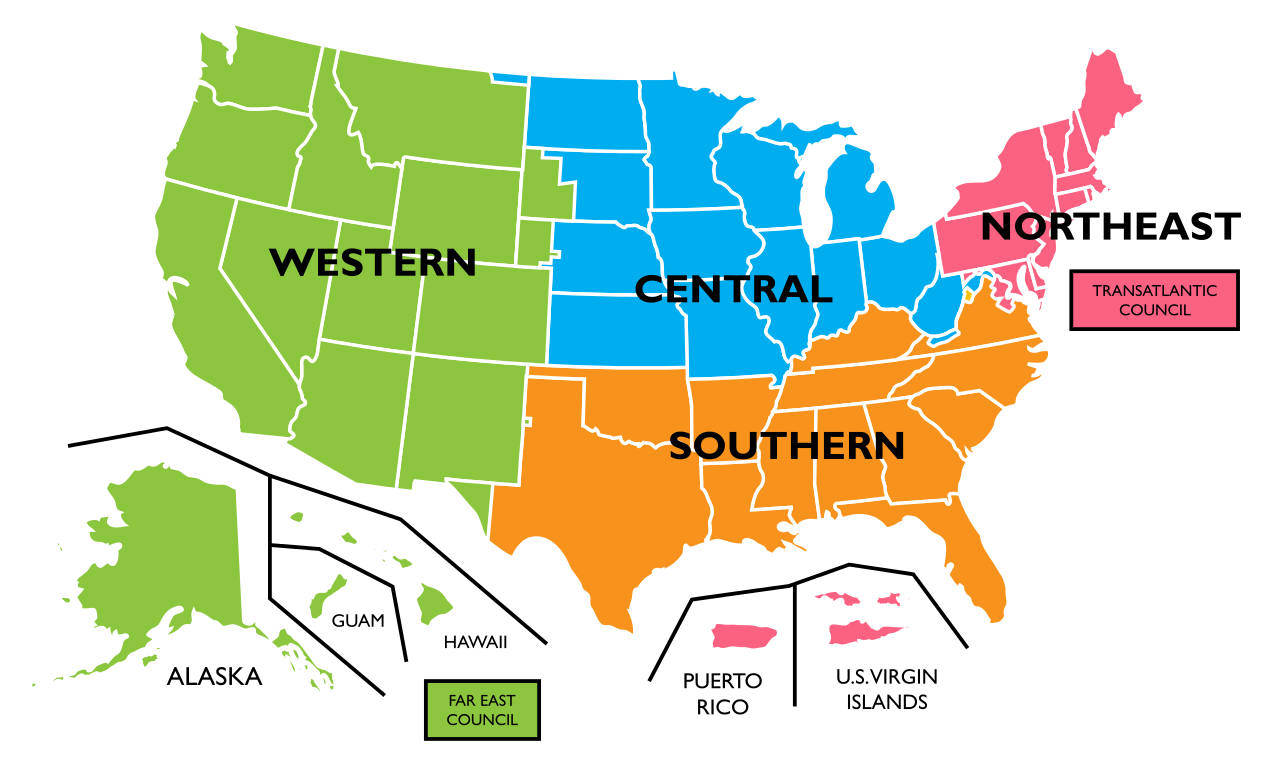 NORTHEAST
WESTERN
CENTRAL
TRANSATLANTIC
COUNCIL
SOUTHERN
GUAM
HAWAII
ALASKA
PUERTO
RICO
U.S.VIRGIN
ISLANDS
FAR EAST
COUNCIL